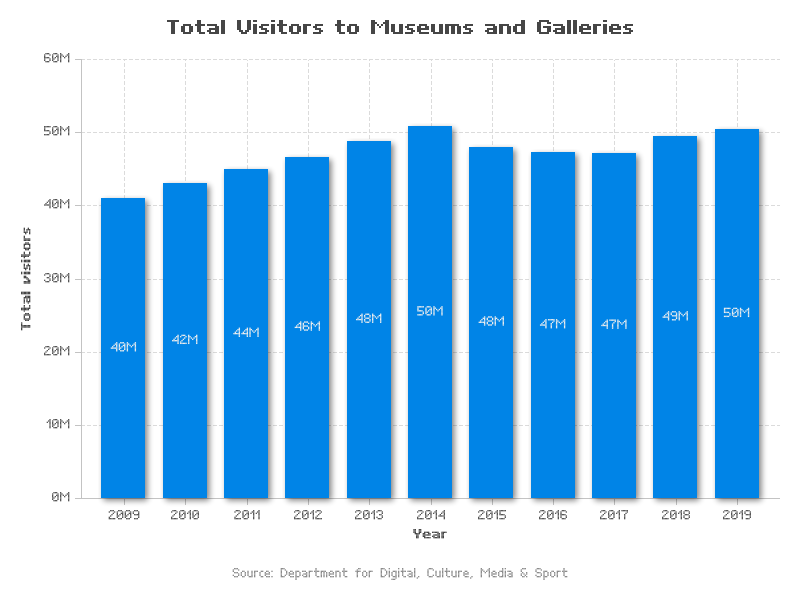 Total Visitors to Museums and Galleries
60M
50M
40M
30M
20M
10M
0M
Total visitors
40M 42M 44M 46M 48M 50M 48M 47M 47M 49M 50M
2009 2010 2011 2012 2013 2014 2015 2016 2017 2018 2019
Year
Source: Department for Digital, Culture, Media & Sport